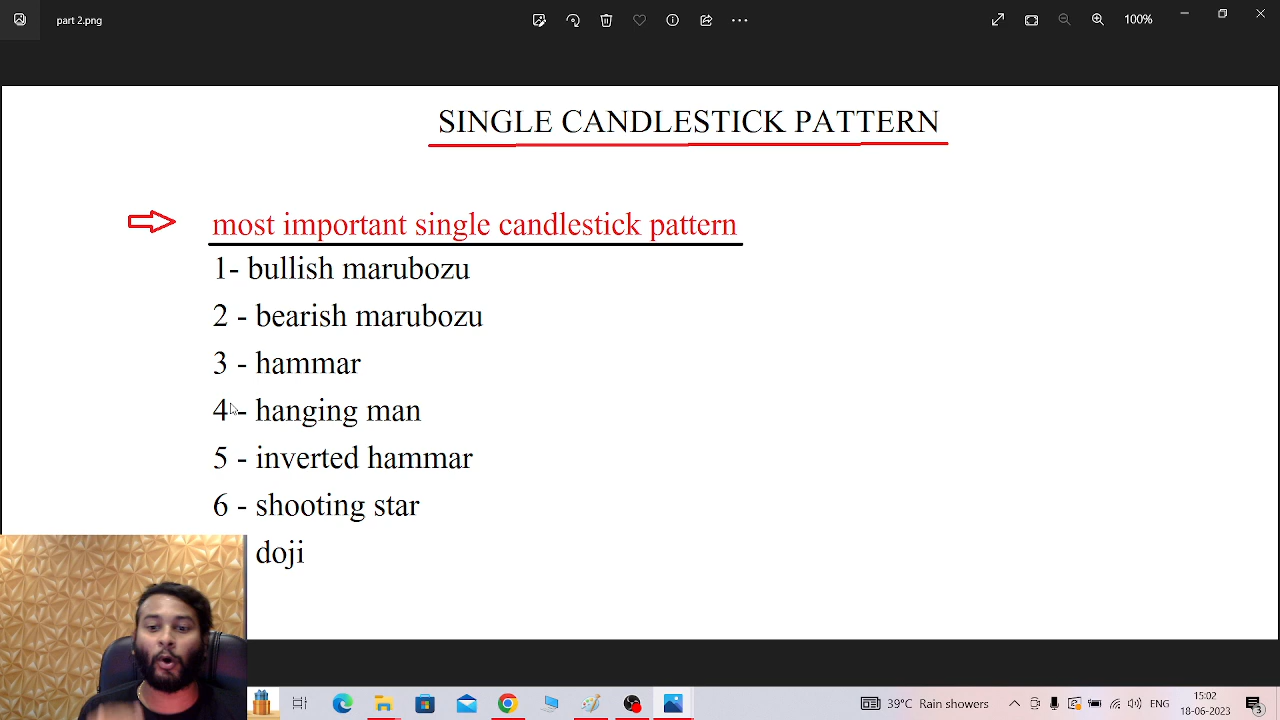 part 2.png
100%
SINGLE CANDLESTICK PATTERN
most important single candlestick pattern
1- bullish marubozu
2 - bearish marubozu
3 - hammar
4 - hanging man
5 - inverted hammar
6 - shooting star
doji
39°C Rain showers
ENG
15:02
18-06-2023
3